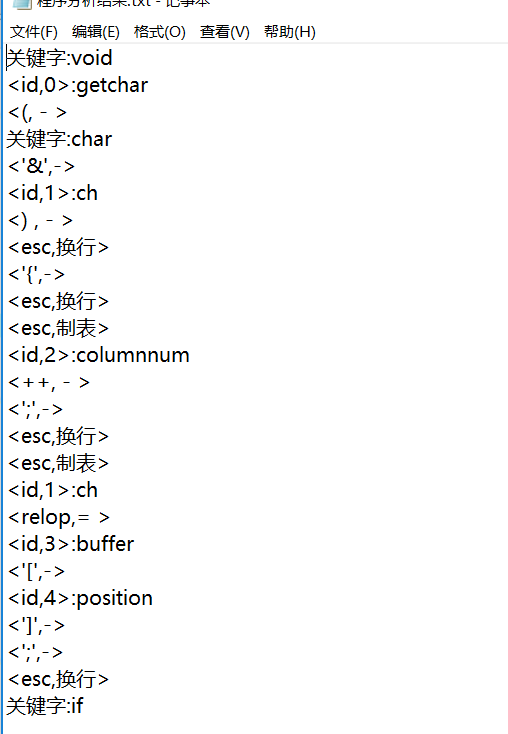 程序分析结果.txt - 记事本
文件(F) 编辑(E) 格式(O) 查看(V) 帮助(H)
关键字:void
<id,0>:getchar
<(, - >
关键字:char
<'&',->
<id,1>:ch
<) , - >
<esc,换行>
<'{',->
<esc,换行>
<esc,制表>
<id,2>:columnnum
<++, - >
<';',->
<esc,换行>
<esc,制表>
<id,1>:ch
<relop,= >
<id,3>:buffer
<'[',->
<id,4>:position
<']',->
<';',->
<esc,换行>
关键字:if